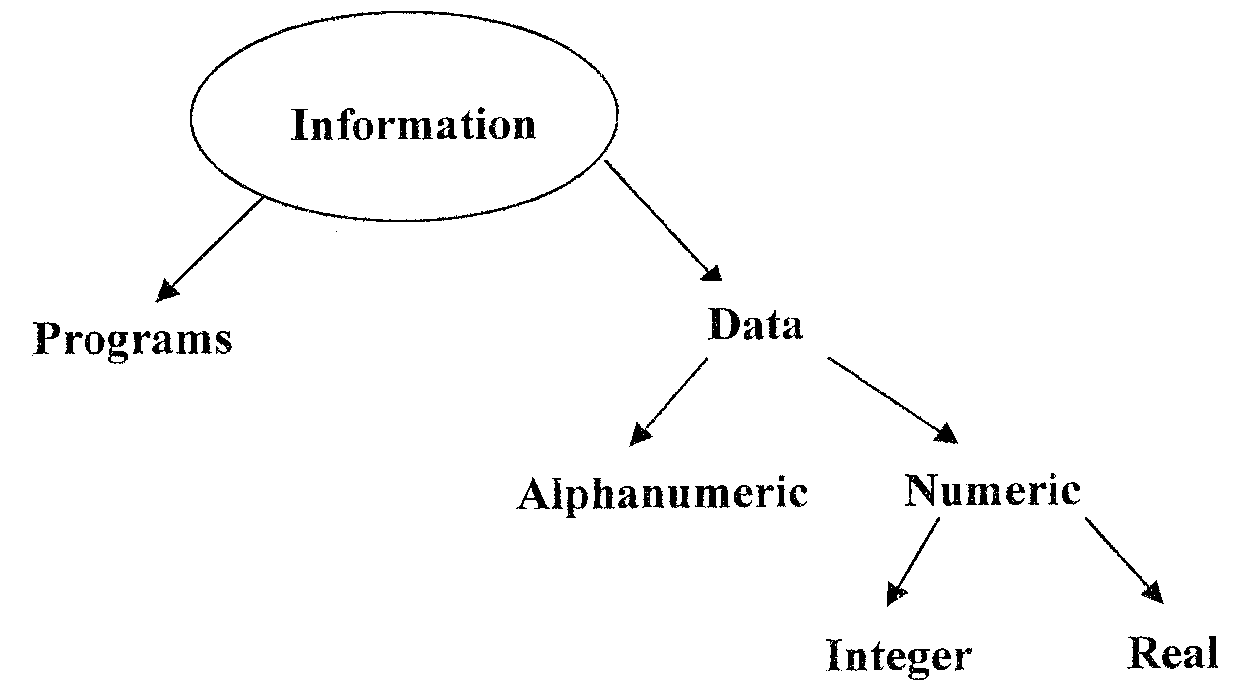 Information
Programs
Data
Alphanumeric
Numeric
Integer
Real